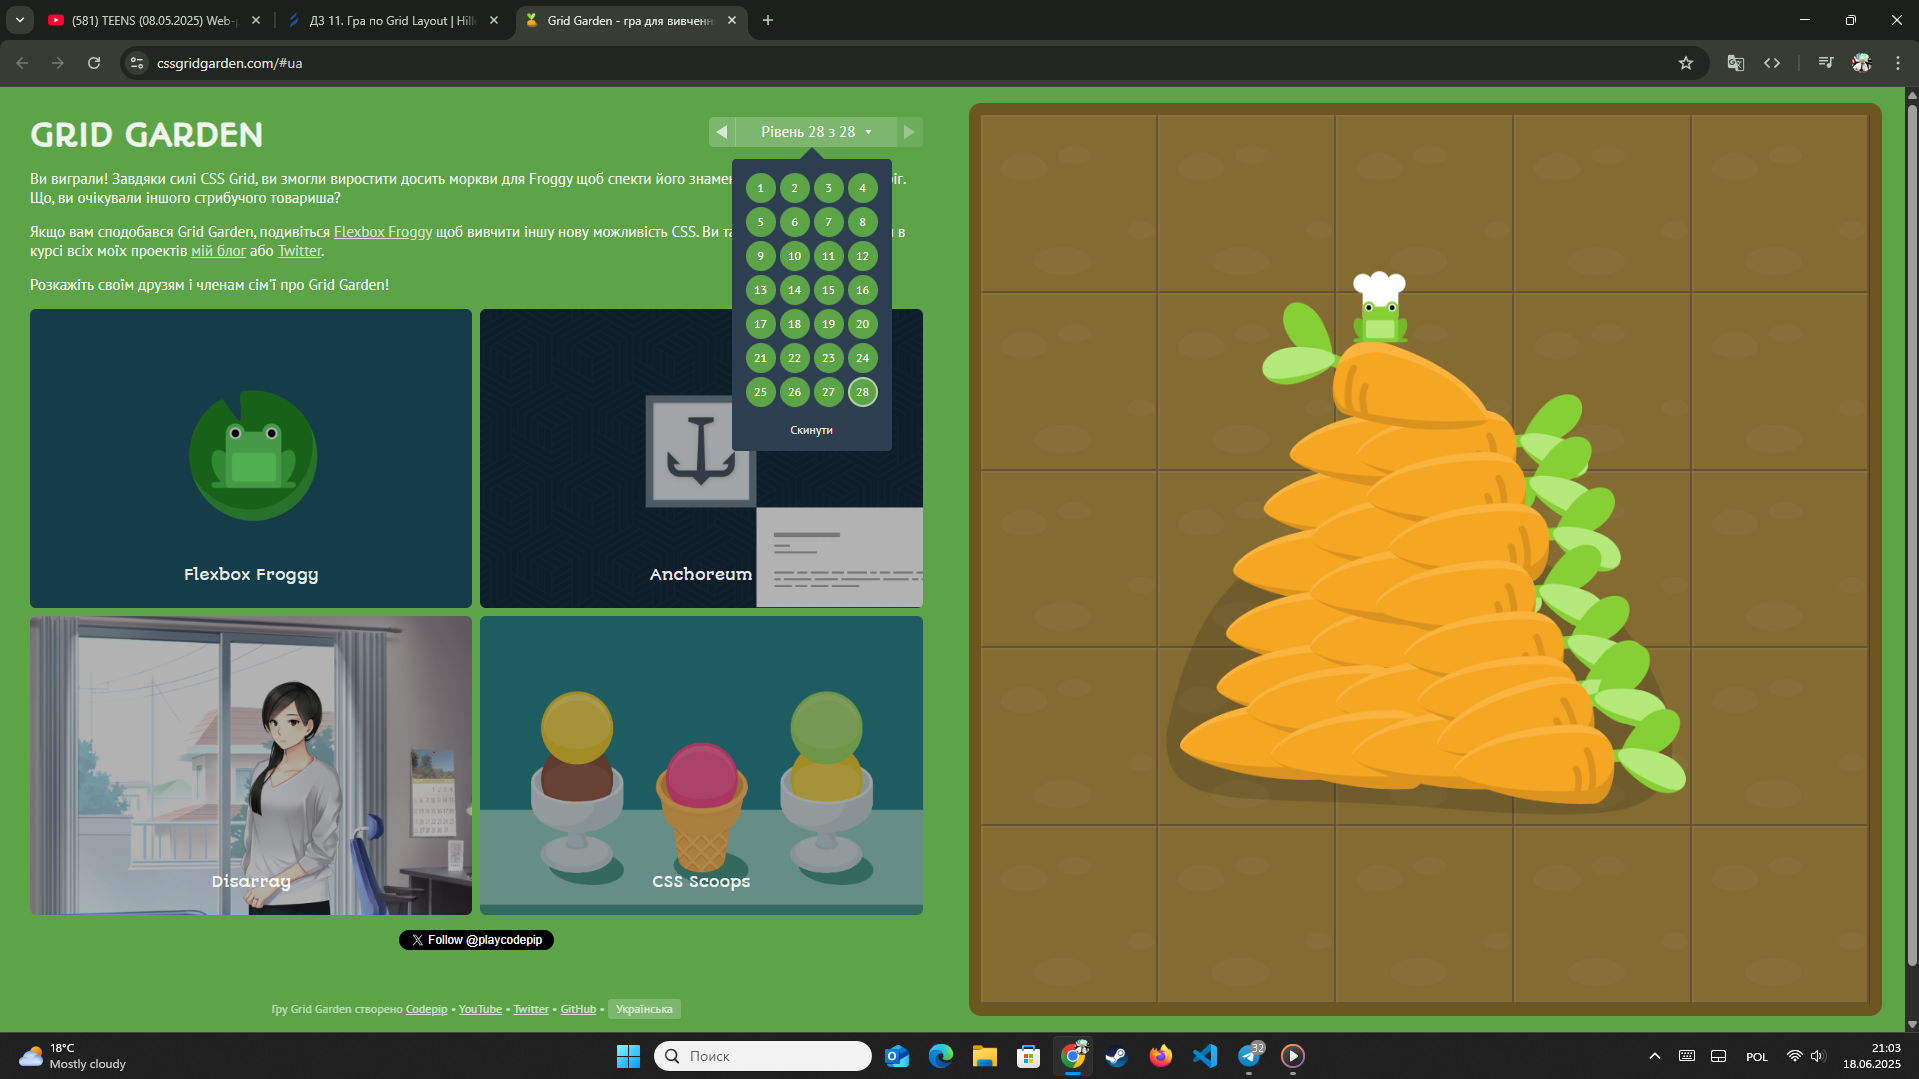 (581) TEENS (08.05.2025) Web-
ДЗ 11. Гра по Grid Layout | Hill
Grid Garden - гра для вивчен
cssgridgarden.com/#ua
GRID GARDEN
Рівень 28 з 28
Ви виграли! Завдяки силі CSS Grid, ви змогли виростити досить моркви для Froggy щоб спекти його
Що, ви очікували іншого стрибучого товариша?
Якщо вам сподобався Grid Garden, подивіться Flexbox Froggy щоб вивчити іншу нову можливість CSS. Ви в
курсі всіх моїх проектів мій блог або Twitter.
Розкажіть своїм друзям і членам сім'ї про Grid Garden!
1 2 3 4
5 6 7 8
9 10 11 12
13 14 15 16
17 18 19 20
21 22 23 24
25 26 27 28
Скинути
Flexbox Froggy
Anchoreum
Disarray
CSS Scoops
Follow @playcodepip
Гру Grid Garden створено Codepip • YouTube • Twitter • GitHub • Українська
18°C
Mostly cloudy
Поиск
32
POL
21:03
18.06.2025